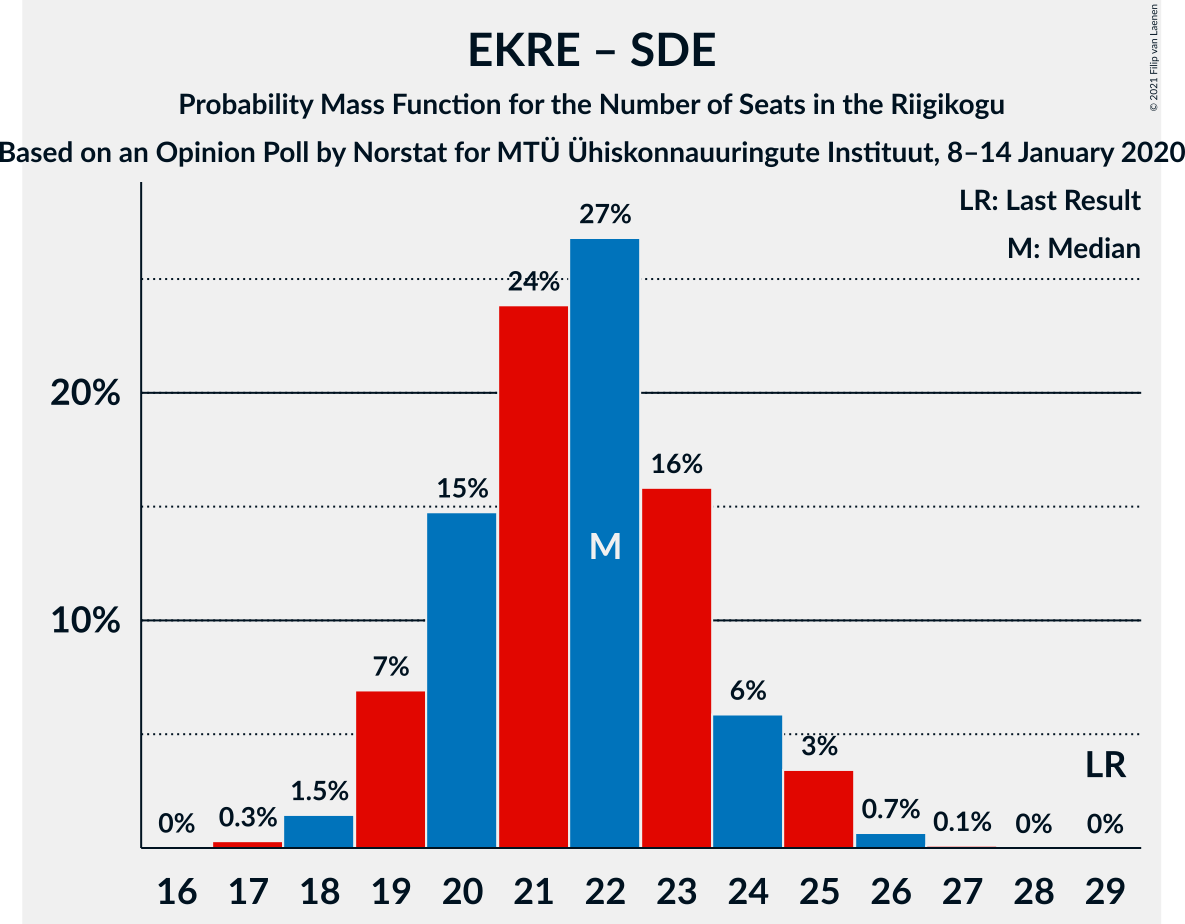 EKRE – SDE
Probability Mass Function for the Number of Seats in the Riigikogu
Based on an Opinion Poll by Norstat for MTÜ Ühiskonnauuringute Instituut, 8–14 January 2020
© 2021 Filip van Laenen
LR: Last Result
M: Median
20%
10%
0%
0.3%
1.5%
7%
15%
24%
27%
16%
6%
3%
0.7%
0.1%
0%
0%
M
LR
16 17 18 19 20 21 22 23 24 25 26 27 28 29